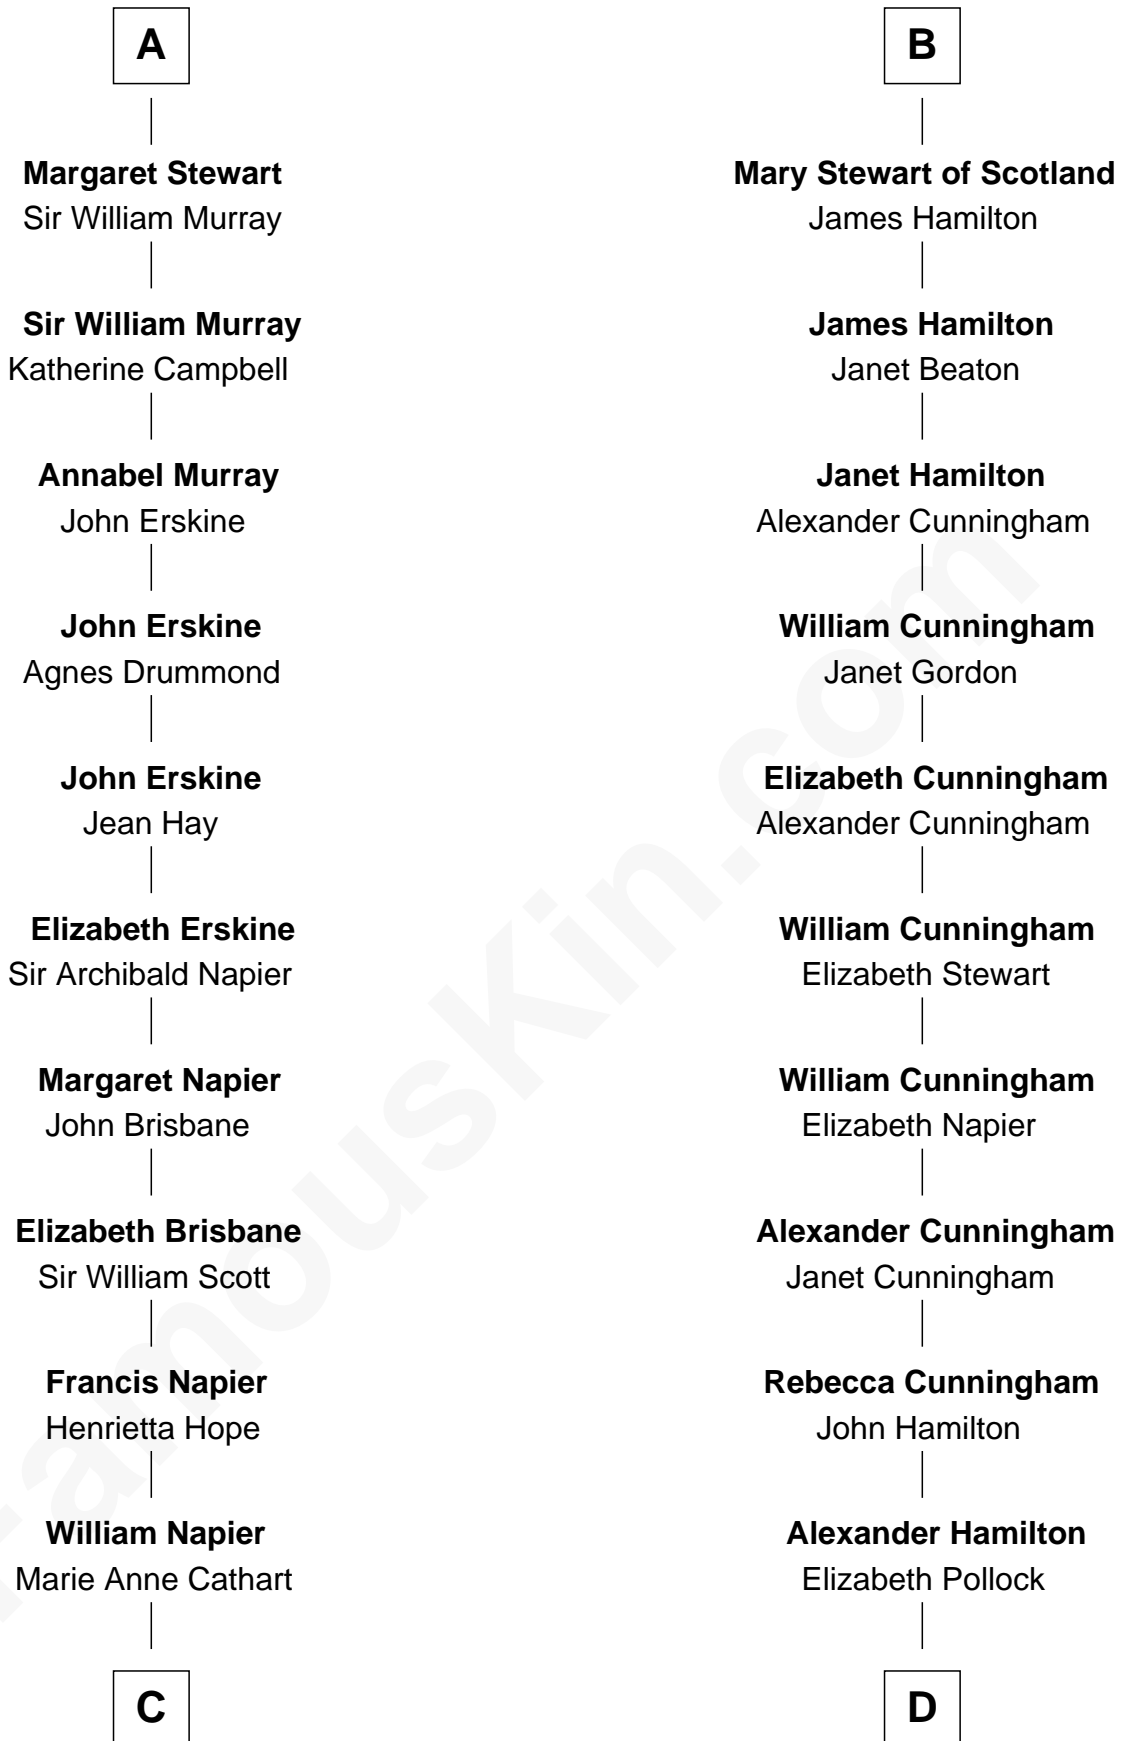 A
Margaret Stewart
Sir William Murray
Sir William Murray
Katherine Campbell
Annabel Murray
John Erskine
John Erskine
Agnes Drummond
John Erskine
Jean Hay
Elizabeth Erskine
Sir Archibald Napier
Margaret Napier
John Brisbane
Elizabeth Brisbane
Sir William Scott
Francis Napier
Henrietta Hope
William Napier
Marie Anne Cathart
C
B
Mary Stewart of Scotland
James Hamilton
James Hamilton
Janet Beaton
Janet Hamilton
Alexander Cunningham
William Cunningham
Janet Gordon
Elizabeth Cunningham
Alexander Cunningham
William Cunningham
Elizabeth Stewart
William Cunningham
Elizabeth Napier
Alexander Cunningham
Janet Cunningham
Rebecca Cunningham
John Hamilton
Alexander Hamilton
Elizabeth Pollock
D
FamousKin.com